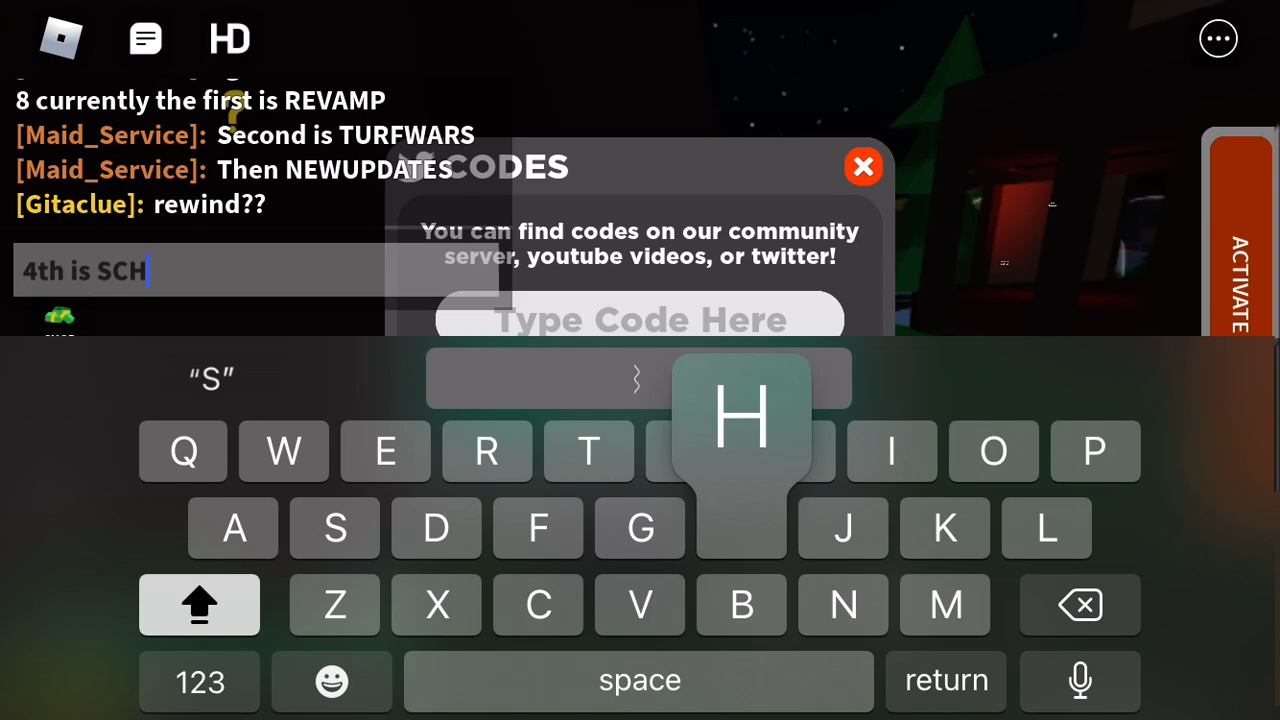 HD
8 currently the first is REVAMP
[Maid_Service]: Second is TURFWARS
[Maid_Service]: Then NEWUPDATES
[Gitaclue]: rewind??
4th is SCH
CODES
You can find codes on our community
server, youtube videos, or twitter!
Type Code Here
ACTIVATE
“S”
H
Q W E R T I O P
A S D F G J K L
Z X C V B N M
123 space return